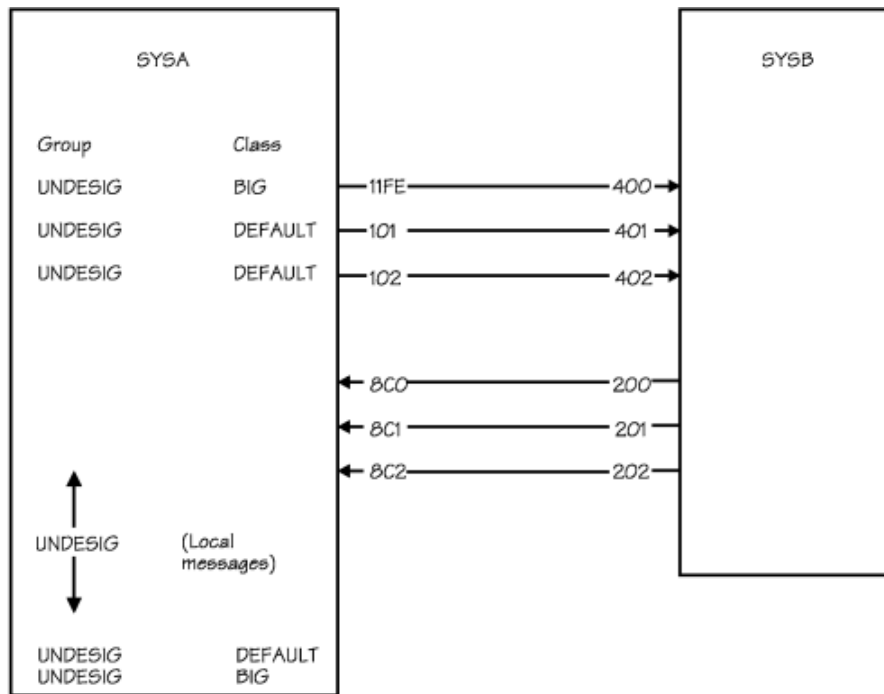 SYSA SYSB
Group Class
UNDESIG BIG 11FE 400
UNDESIG DEFAULT 101 401
UNDESIG DEFAULT 102 402
8C0 200
8C1 201
8C2 202
UNDESIG (Local
messages)
UNDESIG DEFAULT
UNDESIG BIG